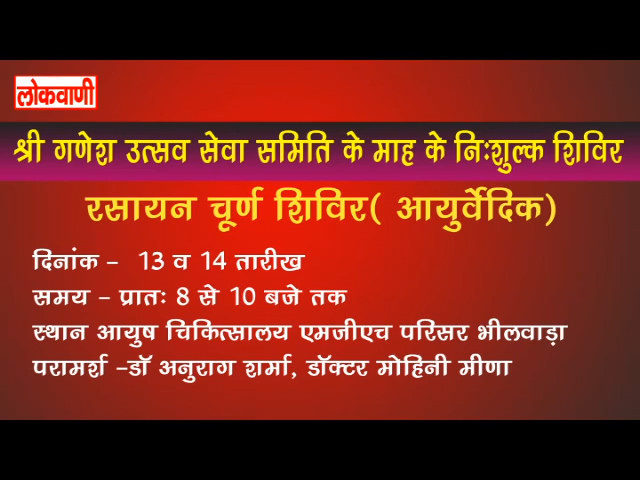 लोकवाणी
श्री गणेश उत्सव सेवा समिति के माह के निःशुल्क शिविर
रसायन चूर्ण शिविर( आयुर्वेदिक)
दिनांक – 13 व 14 तारीख
समय – प्रातः 8 से 10 बजे तक
स्थान आयुष चिकित्सालय एमजीएच परिसर भीलवाड़ा
परामर्श –डॉ अनुराग शर्मा, डॉक्टर मोहिनी मीणा